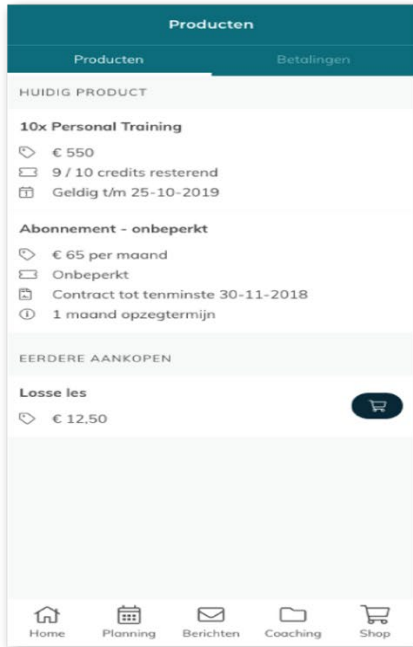 Producten
Producten Betalingen
HUIDIG PRODUCT
10x Personal Training
€ 550
9 / 10 credits resterend
Geldig t/m 25-10-2019
Abonnement - onbeperkt
€ 65 per maand
Onbeperkt
Contract tot tenminste 30-11-2018
1 maand opzegtermijn
EERDERE AANKOPEN
Losse les
€ 12,50
Home Planning Berichten Coaching Shop